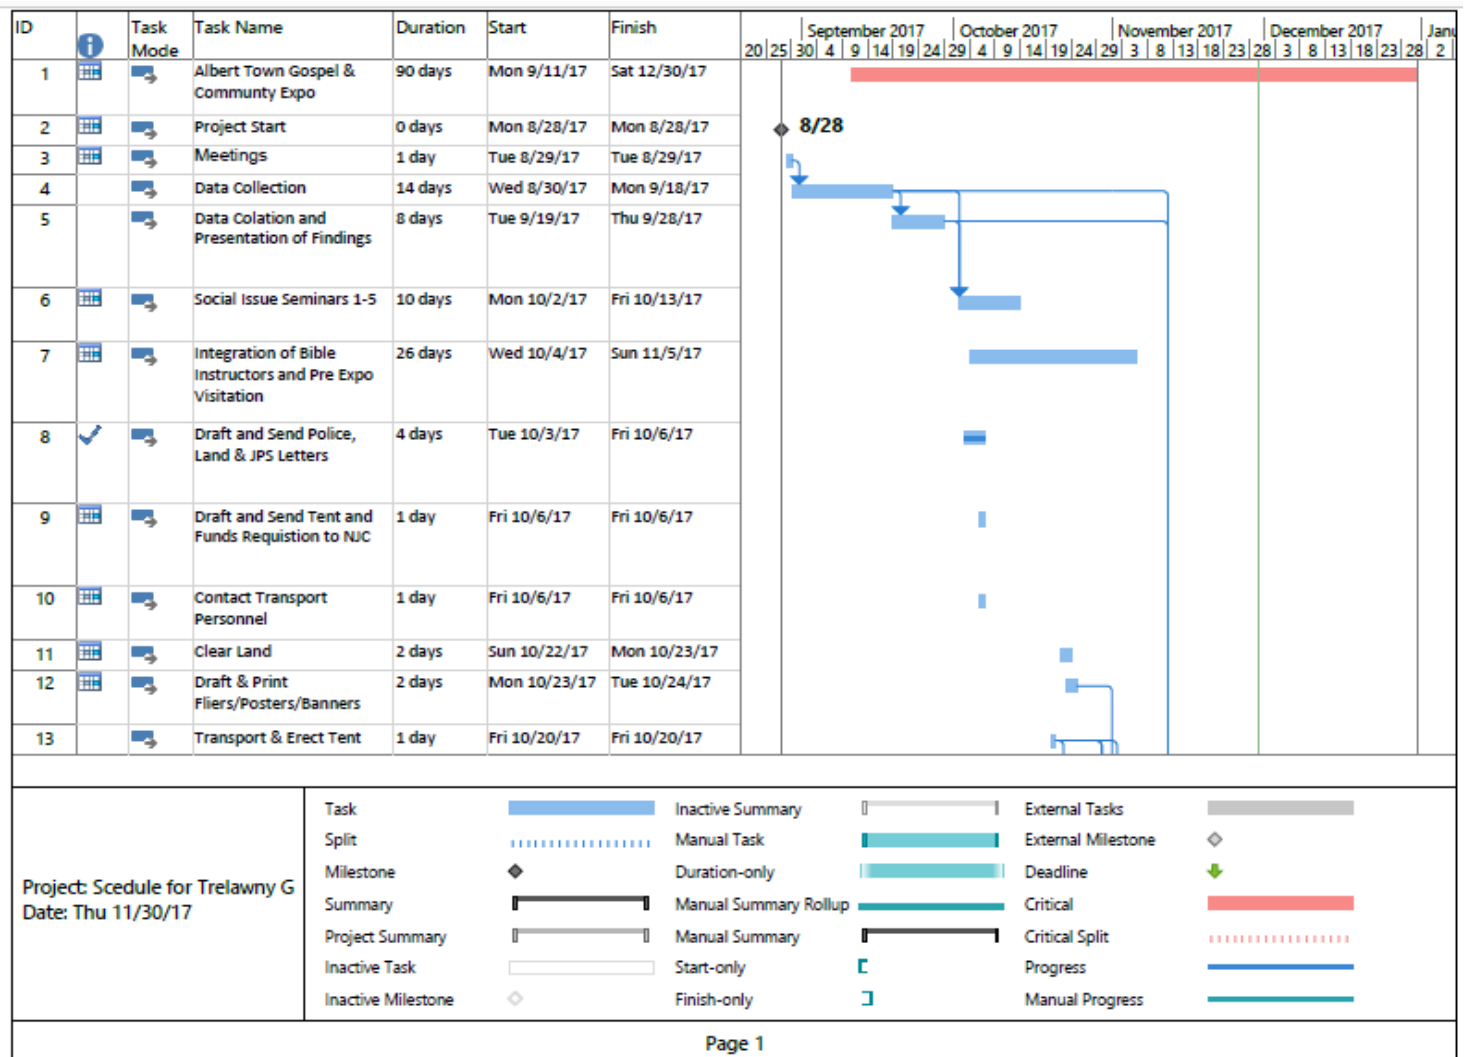 ID Task Mode Task Name Duration Start Finish
September 2017 October 2017 November 2017 December 2017 Janu
20 25 30 4 9 14 19 24 29 4 9 14 19 24 29 3 8 13 18 23 28 3 8 13 18 23 28 2
1 Albert Town Gospel & Communty Expo 90 days Mon 9/11/17 Sat 12/30/17
2 Project Start 0 days Mon 8/28/17 Mon 8/28/17 8/28
3 Meetings 1 day Tue 8/29/17 Tue 8/29/17
4 Data Collection 14 days Wed 8/30/17 Mon 9/18/17
5 Data Colation and Presentation of Findings 8 days Tue 9/19/17 Thu 9/28/17
6 Social Issue Seminars 1-5 10 days Mon 10/2/17 Fri 10/13/17
7 Integration of Bible Instructors and Pre Expo Visitation 26 days Wed 10/4/17 Sun 11/5/17
8 Draft and Send Police, Land & JPS Letters 4 days Tue 10/3/17 Fri 10/6/17
9 Draft and Send Tent and Funds Requistion to NJC 1 day Fri 10/6/17 Fri 10/6/17
10 Contact Transport Personnel 1 day Fri 10/6/17 Fri 10/6/17
11 Clear Land 2 days Sun 10/22/17 Mon 10/23/17
12 Draft & Print Fliers/Posters/Banners 2 days Mon 10/23/17 Tue 10/24/17
13 Transport & Erect Tent 1 day Fri 10/20/17 Fri 10/20/17
Project: Scedule for Trelawny G
Date: Thu 11/30/17
Task Inactive Summary External Tasks
Split Manual Task External Milestone
Milestone Duration-only Deadline
Summary Manual Summary Rollup Critical
Project Summary Manual Summary Critical Split
Inactive Task Start-only Progress
Inactive Milestone Finish-only Manual Progress
Page 1